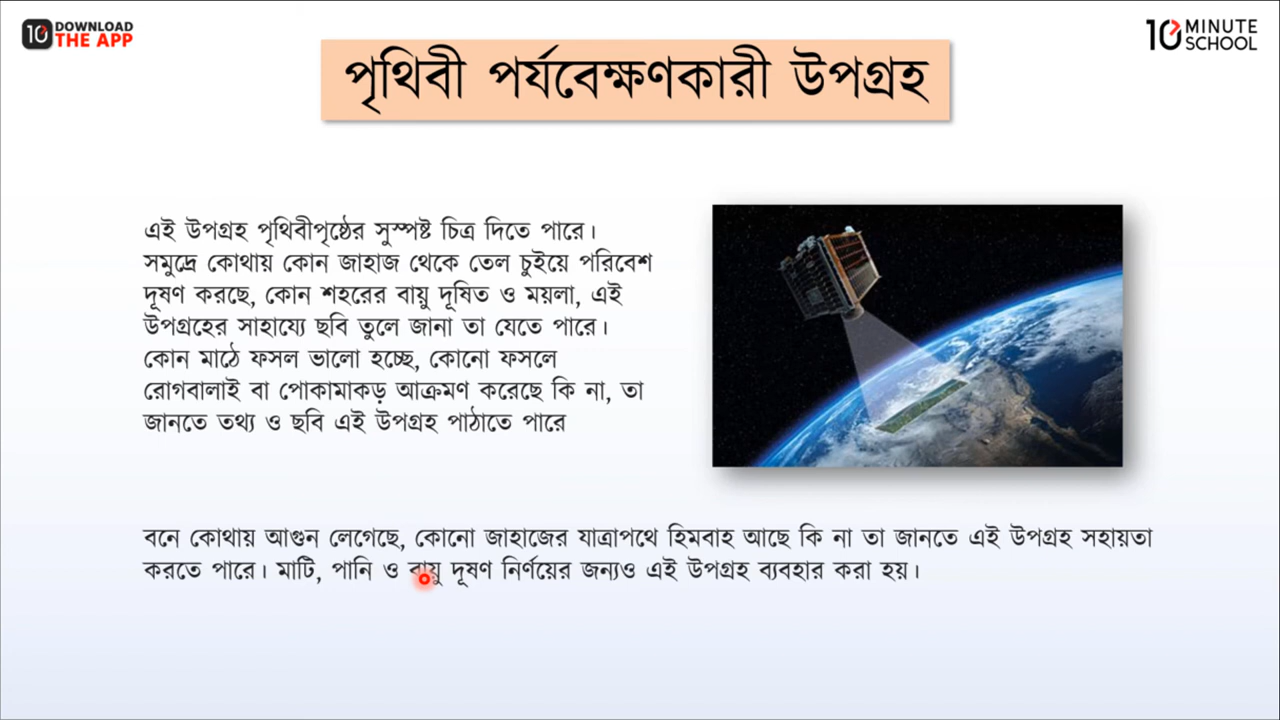 10 DOWNLOAD
THE APP
10 MINUTE
SCHOOL
পৃথিবী পর্যবেক্ষণকারী উপগ্রহ
এই উপগ্রহ পৃথিবীপৃষ্ঠের সুস্পষ্ট চিত্র দিতে পারে।
সমুদ্রে কোথায় কোন জাহাজ থেকে তেল চুইয়ে পরিবেশ
দূষণ করছে, কোন শহরের বায়ু দূষিত ও ময়লা, এই
উপগ্রহের সাহায্যে ছবি তুলে জানা তা যেতে পারে।
কোন মাঠে ফসল ভালো হচ্ছে, কোনো ফসলে
রোগবালাই বা পোকামাকড় আক্রমণ করেছে কি না, তা
জানতে তথ্য ও ছবি এই উপগ্রহ পাঠাতে পারে
বনে কোথায় আগুন লেগেছে, কোনো জাহাজের যাত্রাপথে হিমবাহ আছে কি না তা জানতে এই উপগ্রহ সহায়তা
করতে পারে। মাটি, পানি ও বায়ু দূষণ নির্ণয়ের জন্যও এই উপগ্রহ ব্যবহার করা হয়।